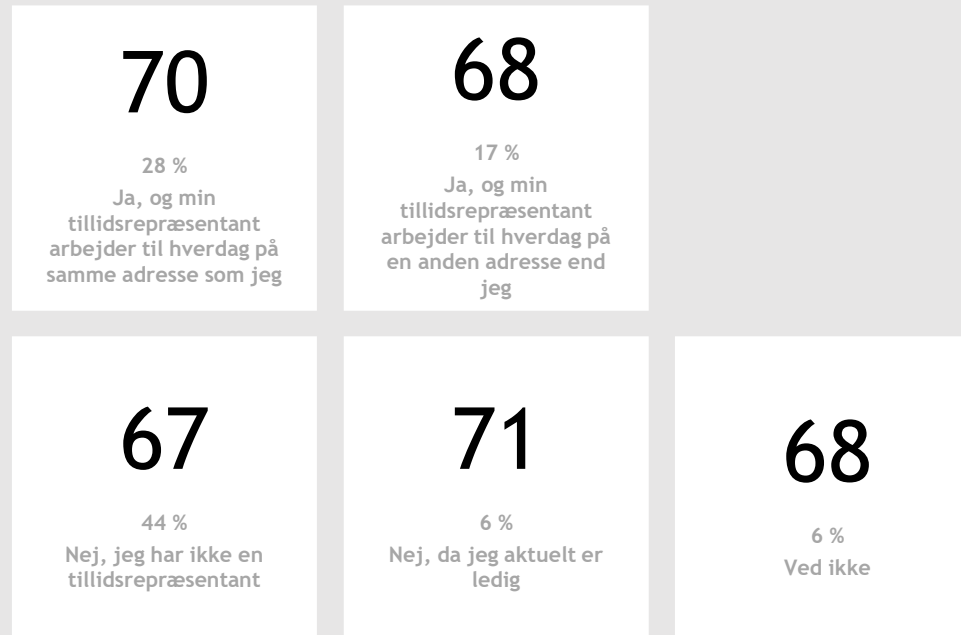 70
28 %
Ja, og min
tillidsrepræsentant
arbejder til hverdag på
samme adresse som jeg
68
17 %
Ja, og min
tillidsrepræsentant
arbejder til hverdag på
en anden adresse end
jeg
67
44 %
Nej, jeg har ikke en
tillidsrepræsentant
71
6 %
Nej, da jeg aktuelt er
ledig
68
6 %
Ved ikke